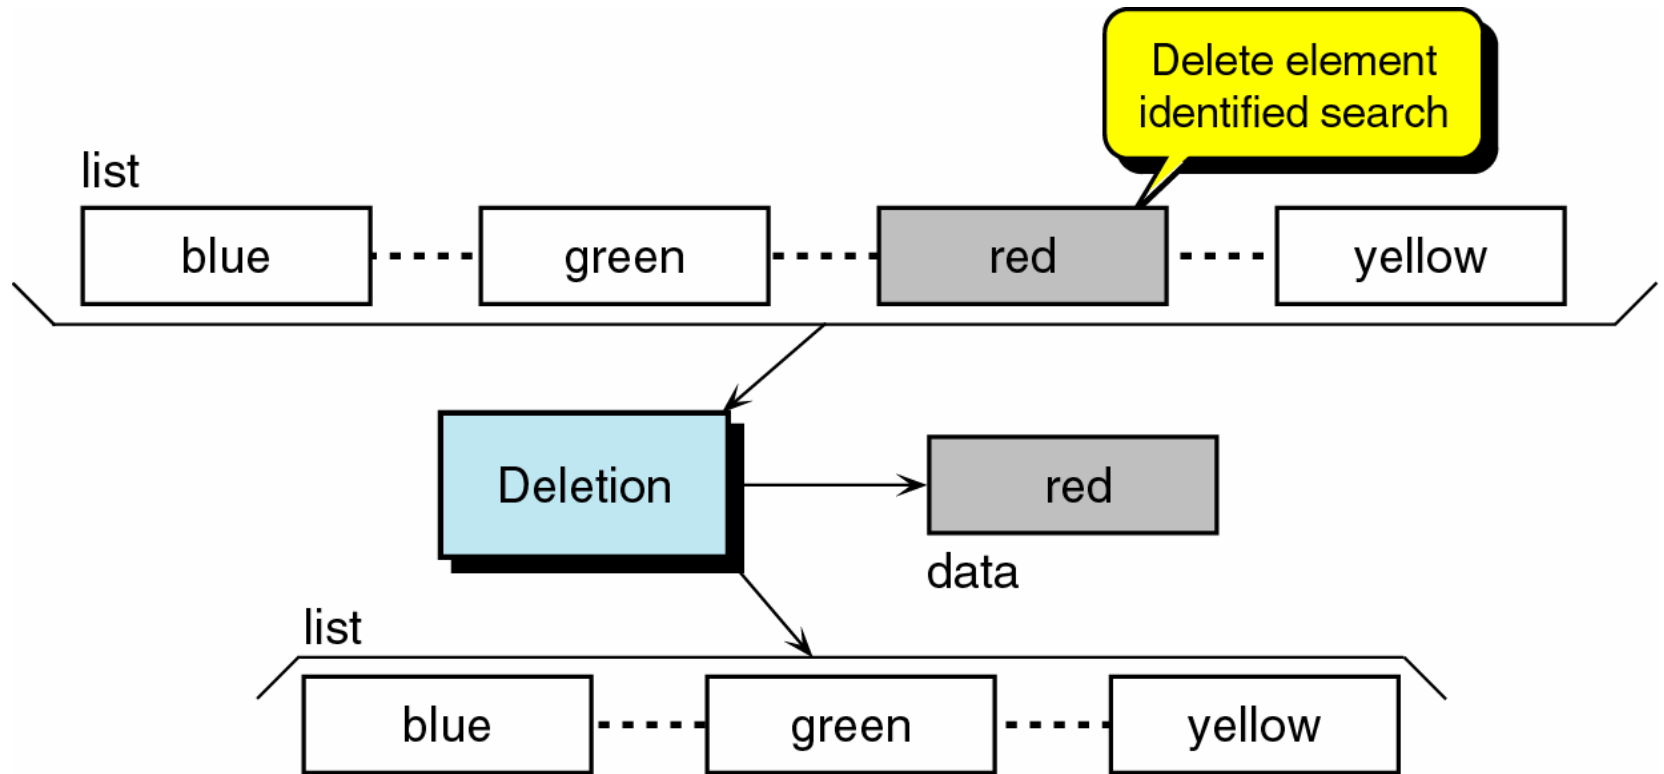 Delete element
identified search
list
blue
green
red
yellow
Deletion
red
data
list
blue
green
yellow